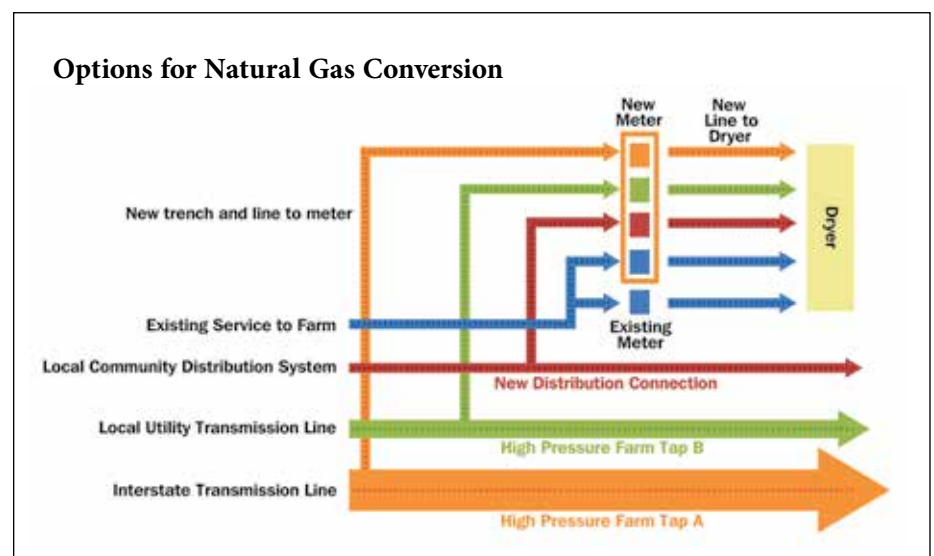 Options for Natural Gas Conversion
New
Meter
New
Line to
Dryer
New trench and line to meter
Dryer
Existing Service to Farm
Existing
Meter
Local Community Distribution System
New Distribution Connection
Local Utility Transmission Line
High Pressure Farm Tap B
Interstate Transmission Line
High Pressure Farm Tap A